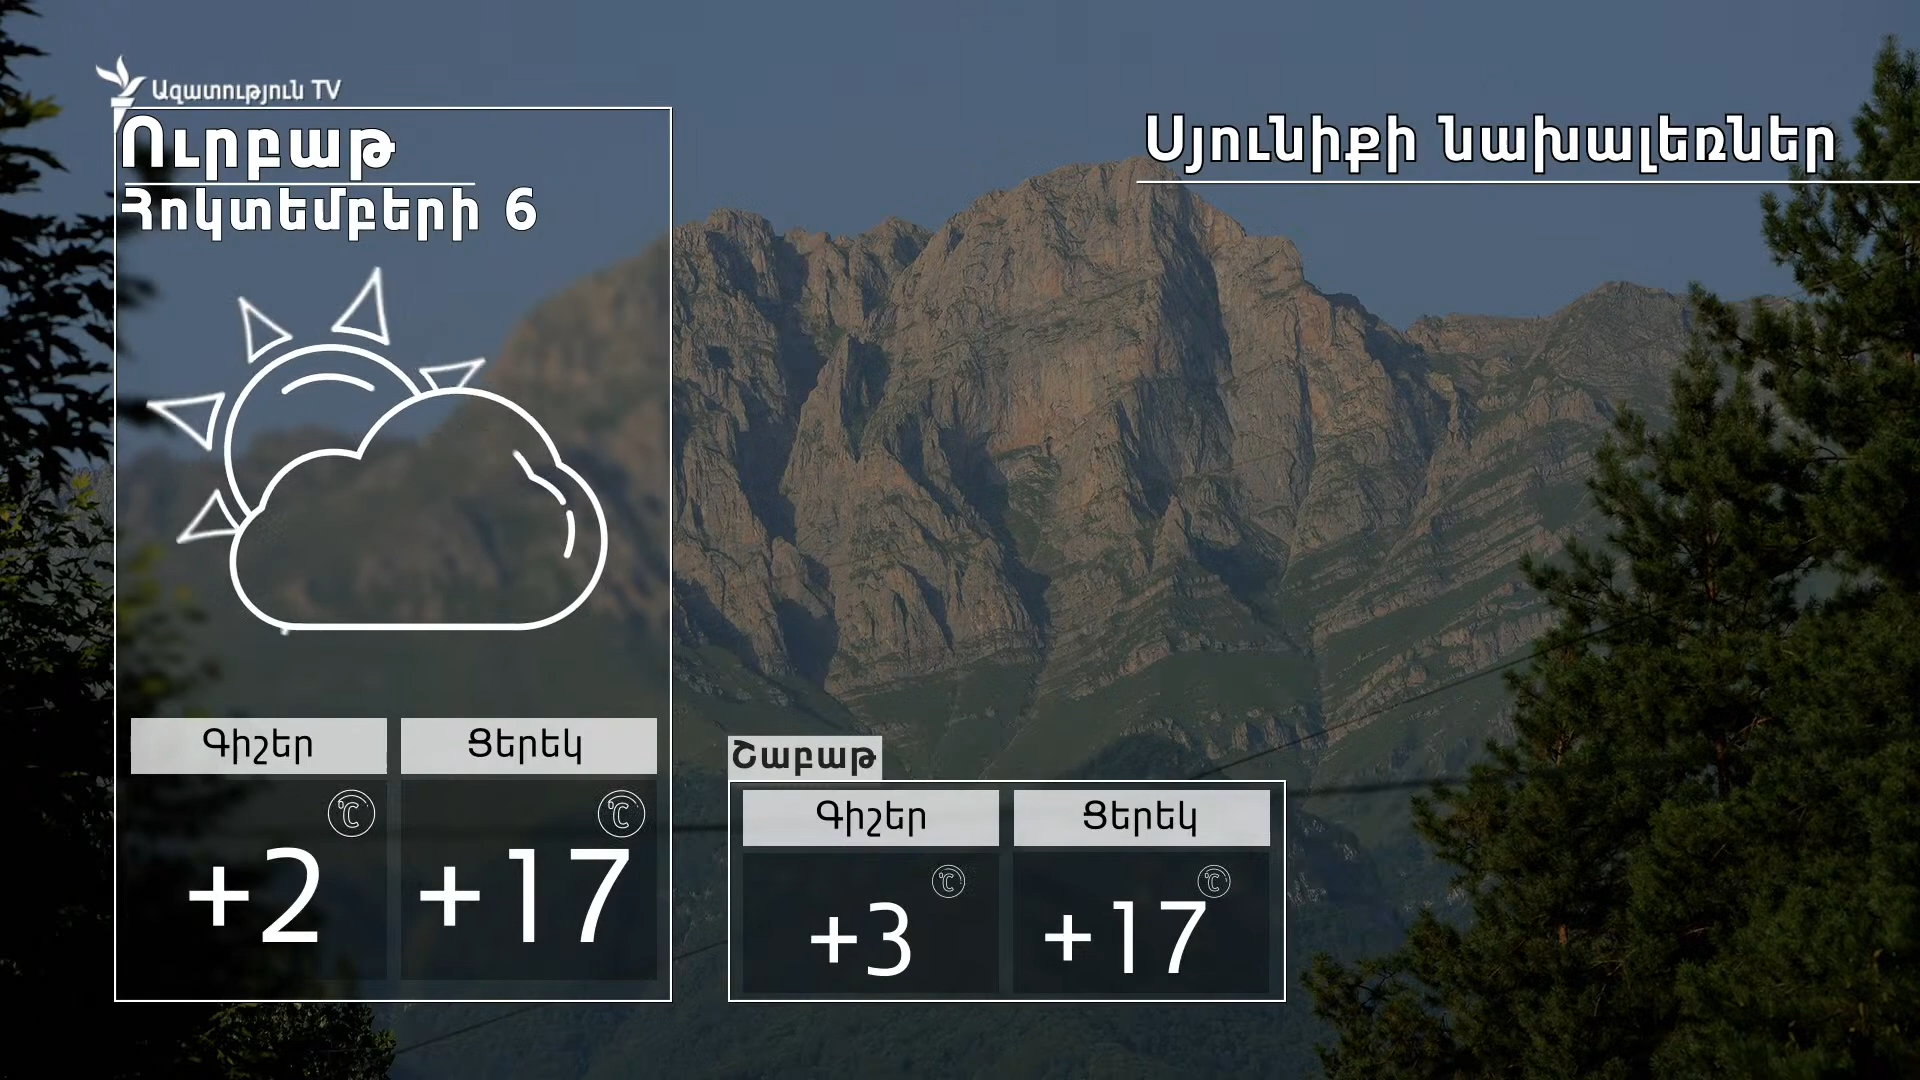 Ազատություն TV
Ուրբաթ
Հոկտեմբերի 6
Սյունիքի նախալեռներ
Գիշեր
Ցերեկ
°C
°C
+2
+17
Շաբաթ
Գիշեր
Ցերեկ
°C
°C
+3
+17